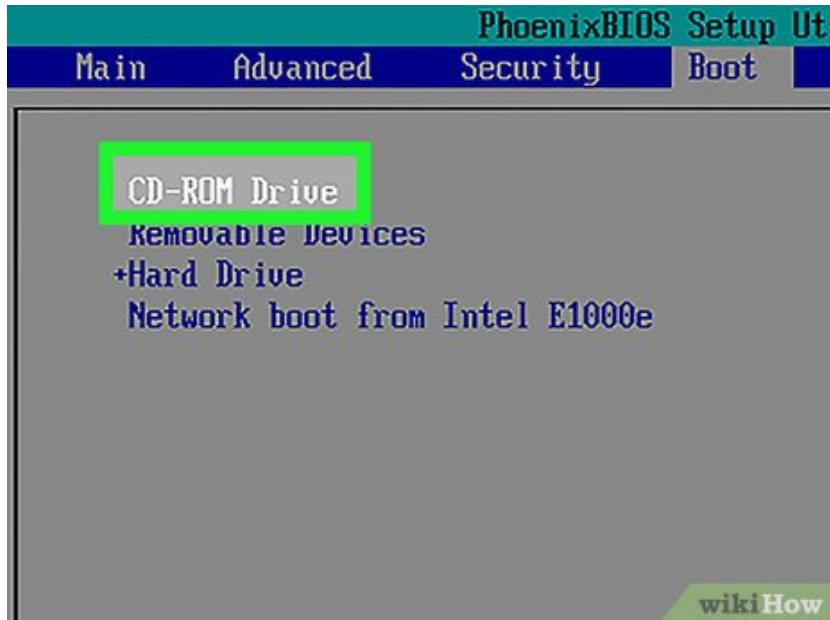 PhoenixBIOS Setup Ut
Main Advanced Security Boot
CD-ROM Drive
Removable Devices
+Hard Drive
Network boot from Intel E1000e
wikiHow